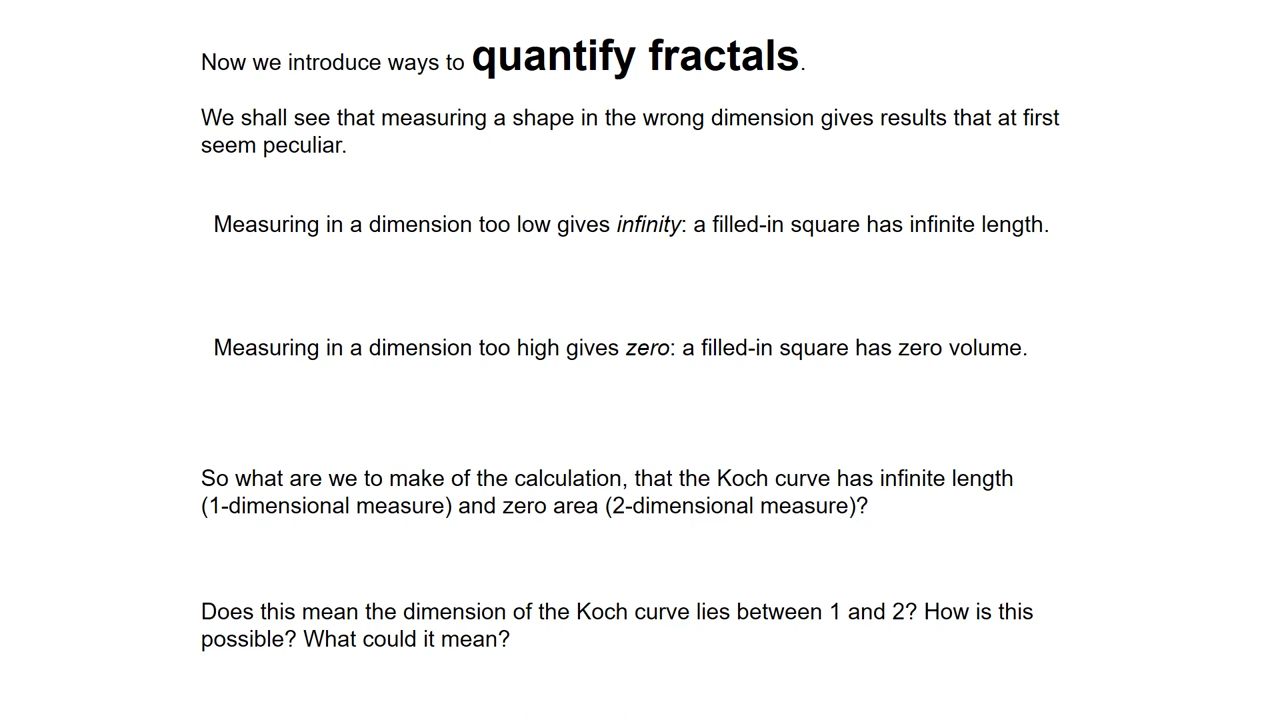 Now we introduce ways to quantify fractals.
We shall see that measuring a shape in the wrong dimension gives results that at first
seem peculiar.
Measuring in a dimension too low gives infinity: a filled-in square has infinite length.
Measuring in a dimension too high gives zero: a filled-in square has zero volume.
So what are we to make of the calculation, that the Koch curve has infinite length
(1-dimensional measure) and zero area (2-dimensional measure)?
Does this mean the dimension of the Koch curve lies between 1 and 2? How is this
possible? What could it mean?